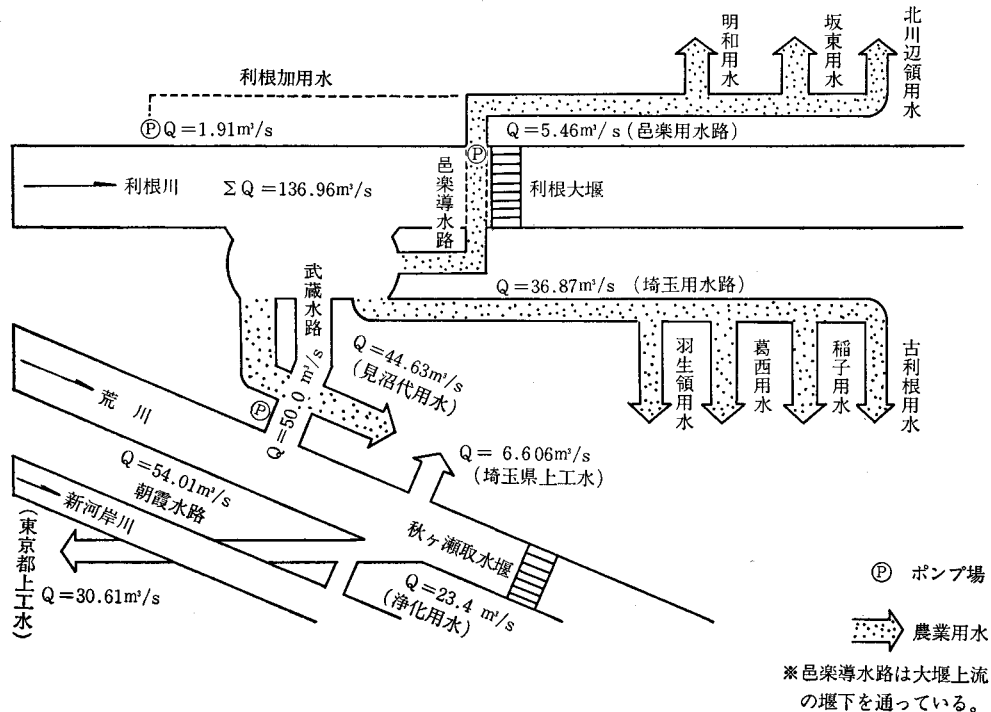 明和用水
坂東用水
北川辺領用水
利根加用水
Ⓟ Q=1.91m³/s
Q=5.46m³/s (邑楽用水路)
Ⓟ
利根川
ΣQ=136.96m³/s
邑楽導水路
利根大堰
武蔵水路
Q=36.87m³/s (埼玉用水路)
羽生領用水
葛西用水
稲子用水
古利根用水
Q=44.63m³/s
(見沼代用水)
Ⓟ
Q=50.0 m³/s
荒川
Q= 6.606m³/s
(埼玉県上工水)
Q=54.01m³/s
朝霞水路
新河岸川
秋ヶ瀬取水堰
(東京都上工水)
Q=30.61m³/s
Q=23.4 m³/s
(浄化用水)
Ⓟ ポンプ場
農業用水
※邑楽導水路は大堰上流
の堰下を通っている。